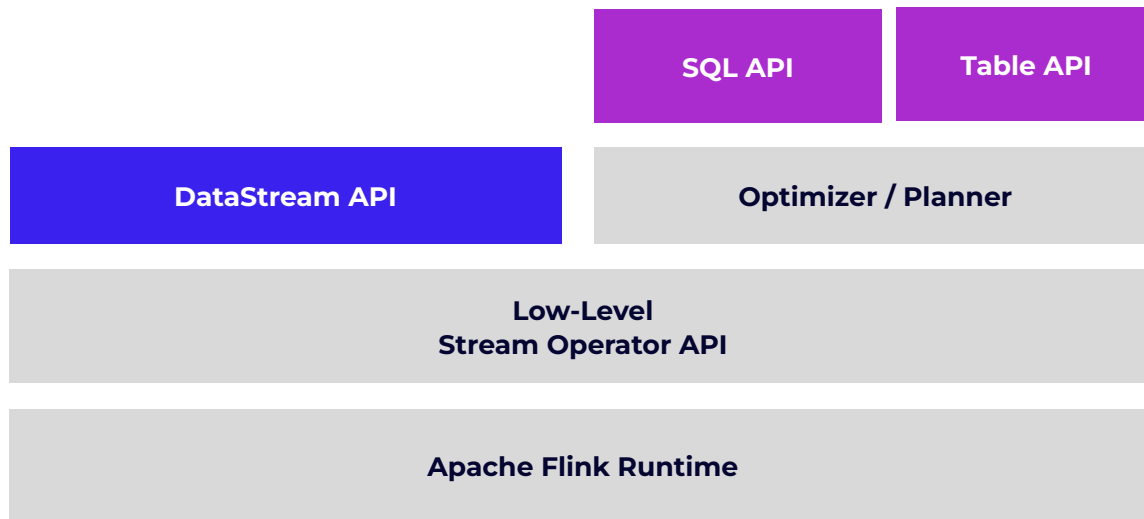 SQL API
Table API
DataStream API
Optimizer / Planner
Low-Level
Stream Operator API
Apache Flink Runtime